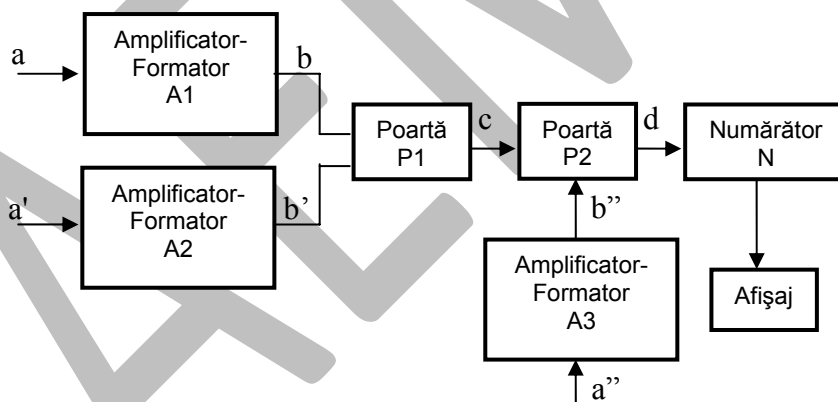 a
Amplificator-
Formator
A1
b
Poartă
P1
c
Poartă
P2
d
Numărător
N
a'
Amplificator-
Formator
A2
b’
b”
Amplificator-
Formator
A3
Afişaj
a”